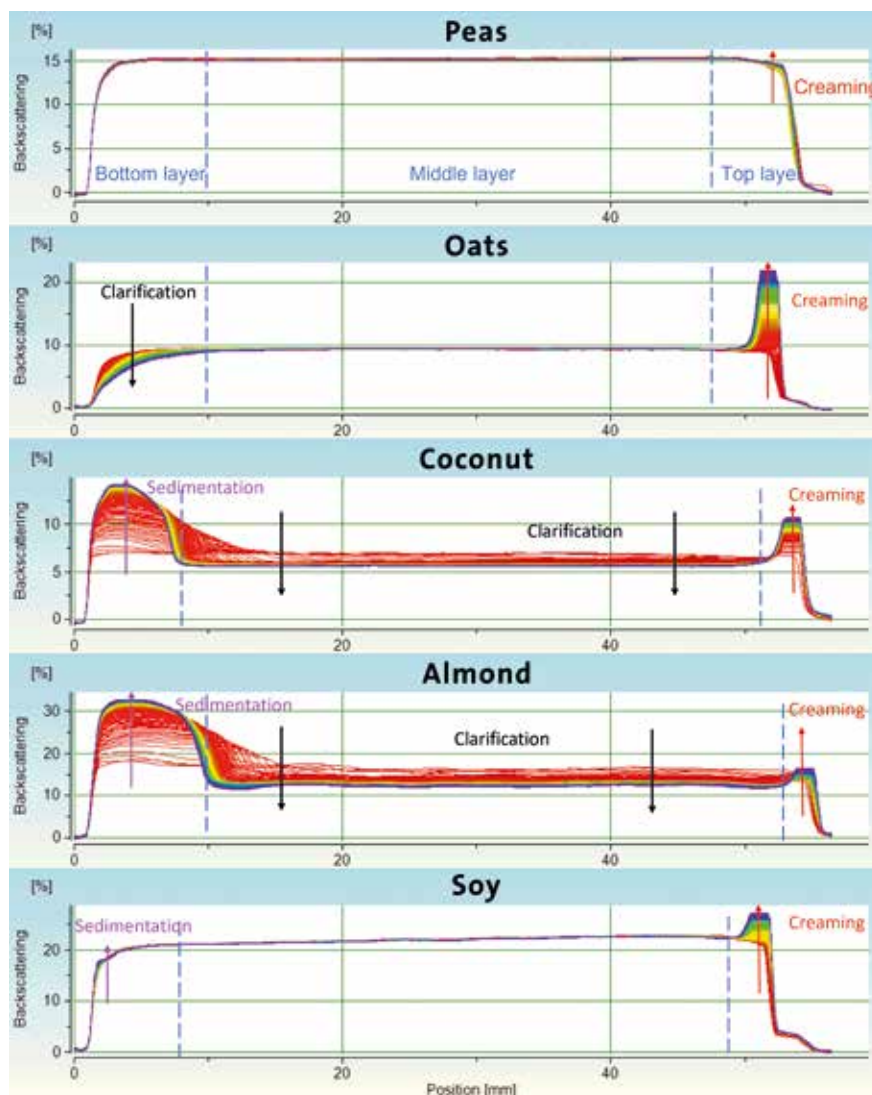 [%]
Peas
Backscattering
15
10
5
0
Creaming
Bottom layer
Middle layer
Top laye
0
20
40
[%]
Oats
Backscattering
20
10
0
Clarification
Creaming
0
20
40
[%]
Coconut
Backscattering
10
5
0
Sedimentation
Clarification
Creaming
0
20
40
[%]
Almond
Backscattering
30
20
10
0
Sedimentation
Clarification
Creaming
0
20
40
[%]
Soy
Backscattering
20
10
0
Sedimentation
Creaming
0
20
40
Position [mm]